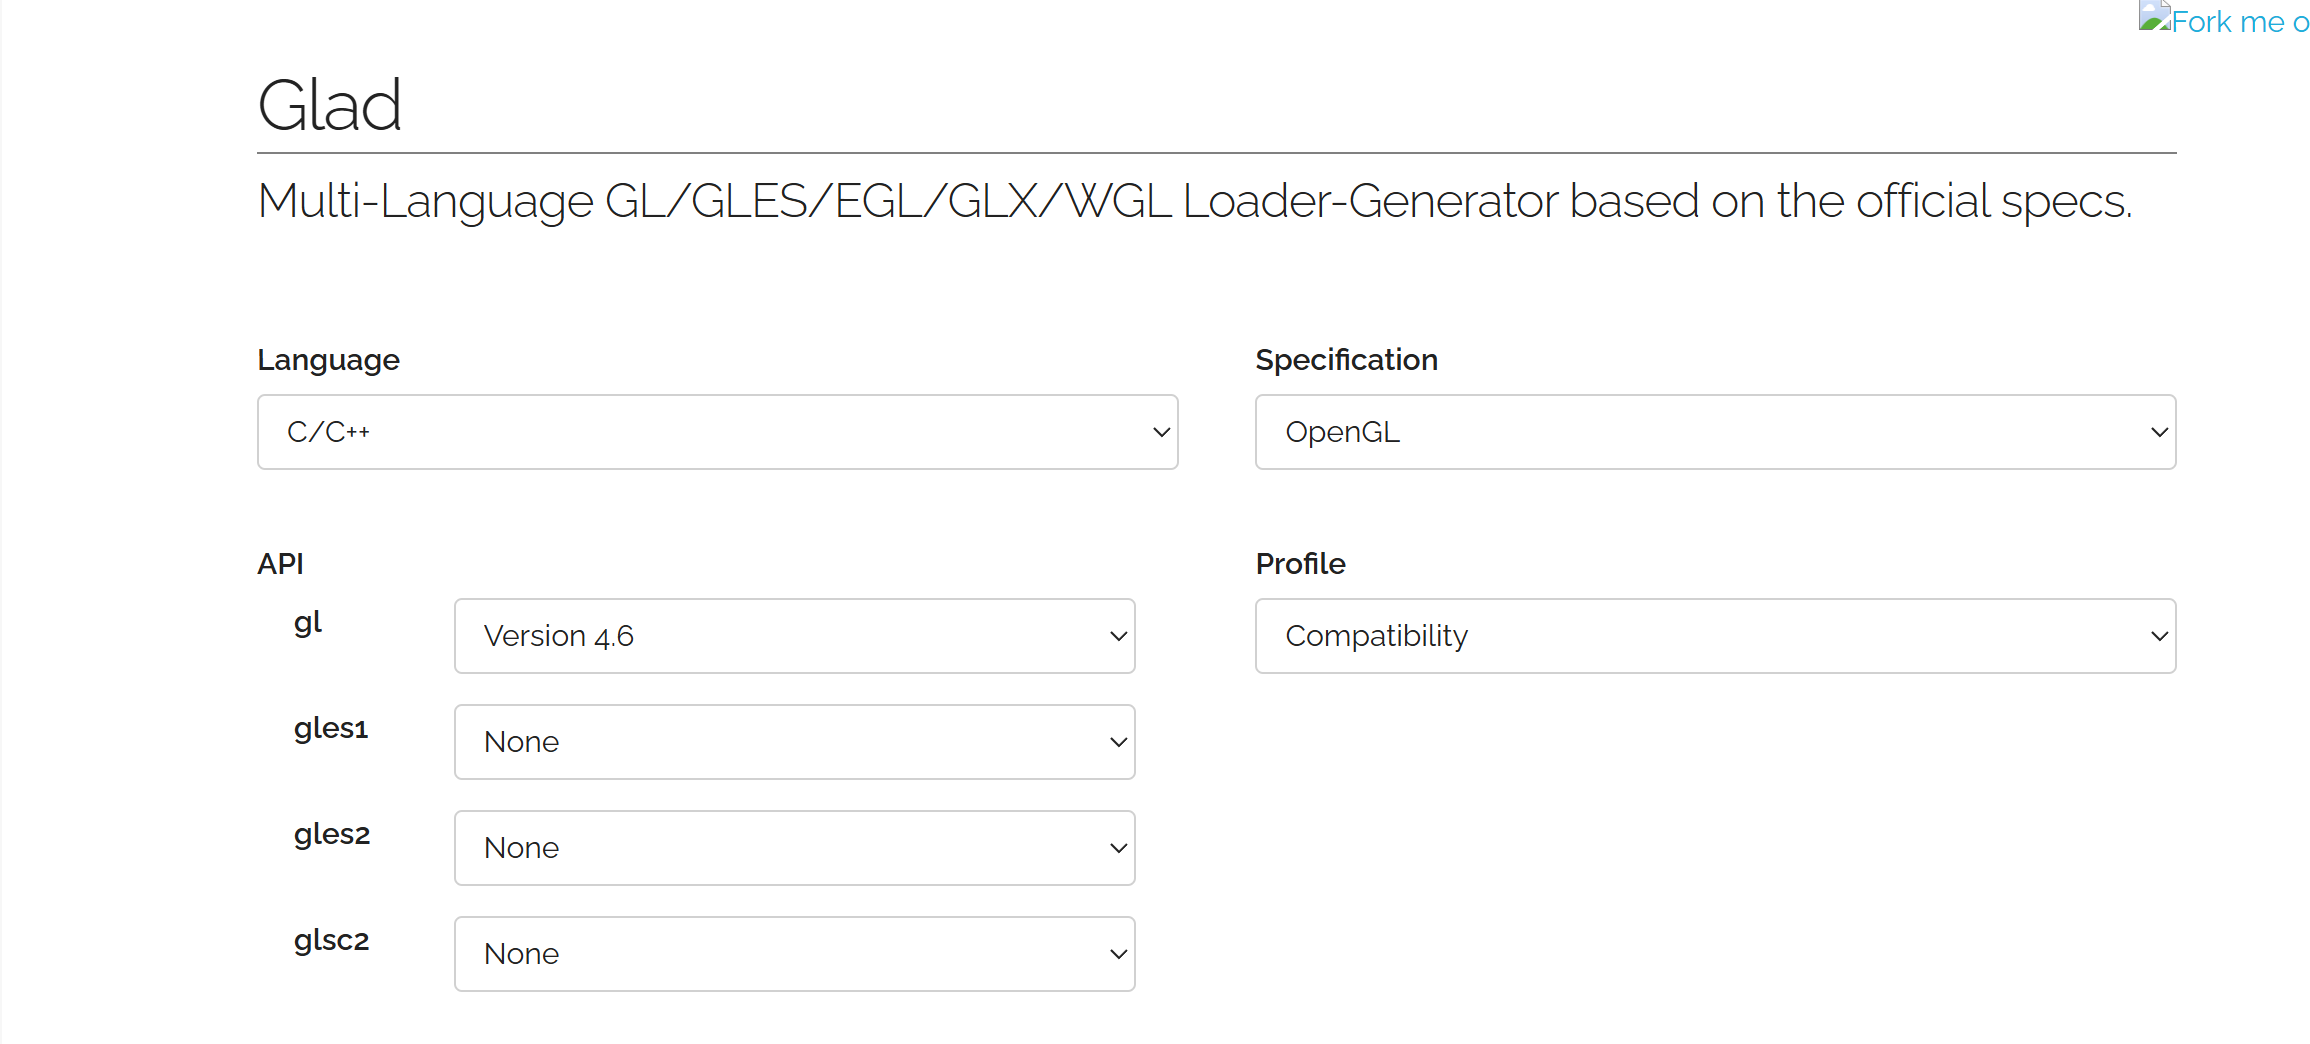 Fork me o
Glad
Multi-Language GL/GLES/EGL/GLX/WGL Loader-Generator based on the official specs.
Language
Specification
C/C++
OpenGL
API
Profile
gl
Version 4.6
Compatibility
gles1
None
gles2
None
glsc2
None